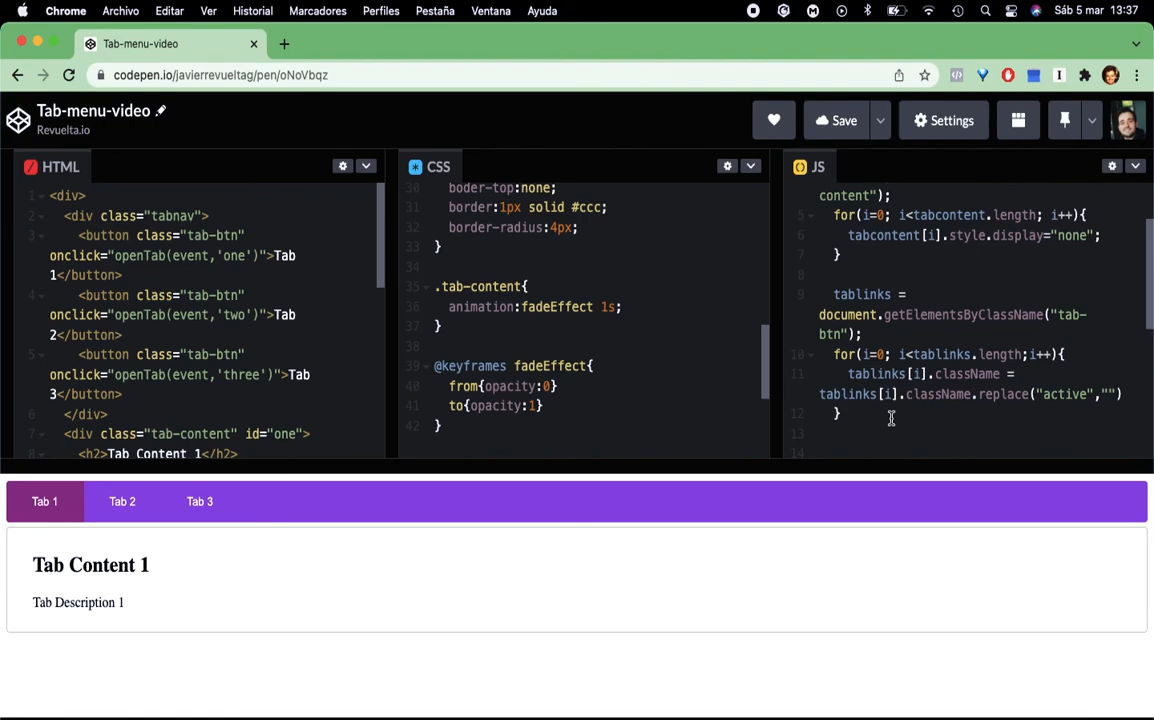 Chrome Archivo Editar Ver Historial Marcadores Perfiles Pestaña Ventana Ayuda Sáb 5 mar 13:37
Tab-menu-video
codepen.io/javierrevueltag/pen/oNoVbqz
Tab-menu-video
Revuelta.io
Save
Settings
HTML
1 <div>
2 <div class="tabnav">
3 <button class="tab-btn"
onclick="openTab(event,'one')">Tab
1</button>
4 <button class="tab-btn"
onclick="openTab(event,'two')">Tab
2</button>
5 <button class="tab-btn"
onclick="openTab(event,'three')">Tab
3</button>
6 </div>
7 <div class="tab-content" id="one">
8 <h2>Tab Content 1</h2>
CSS
30 boder-top:none;
31 border:1px solid #ccc;
32 border-radius:4px;
33 }
34
35 .tab-content{
36 animation:fadeEffect 1s;
37 }
38
39 @keyframes fadeEffect{
40 from{opacity:0}
41 to{opacity:1}
42 }
JS
content");
5 for(i=0; i<tabcontent.length; i++){
6 tabcontent[i].style.display="none";
7 }
8
9 tablinks =
document.getElementsByClassName("tab-
btn");
10 for(i=0; i<tablinks.length;i++){
11 tablinks[i].className =
tablinks[i].className.replace("active","")
12 }
13
14
Tab 1 Tab 2 Tab 3
Tab Content 1
Tab Description 1